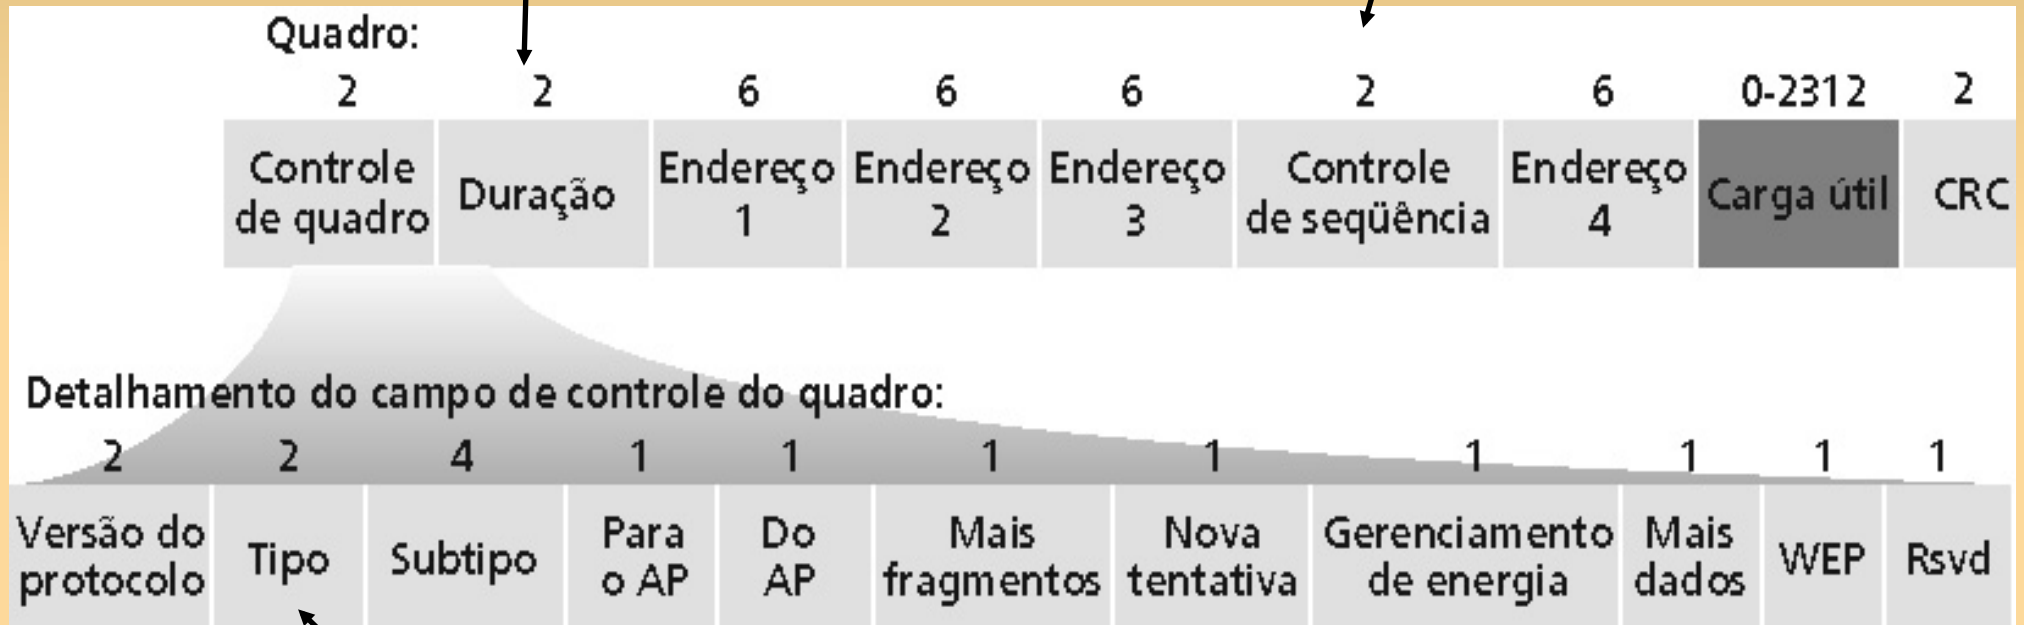 Quadro:
2 2 6 6 6 2 6 0-2312 2
Controle de quadro Duração Endereço 1 Endereço 2 Endereço 3 Controle de seqüência Endereço 4 Carga útil CRC
Detalhamento do campo de controle do quadro:
2 2 4 1 1 1 1 1 1 1 1
Versão do protocolo Tipo Subtipo Para o AP Do AP Mais fragmentos Nova tentativa Gerenciamento de energia Mais dados WEP Rsvd